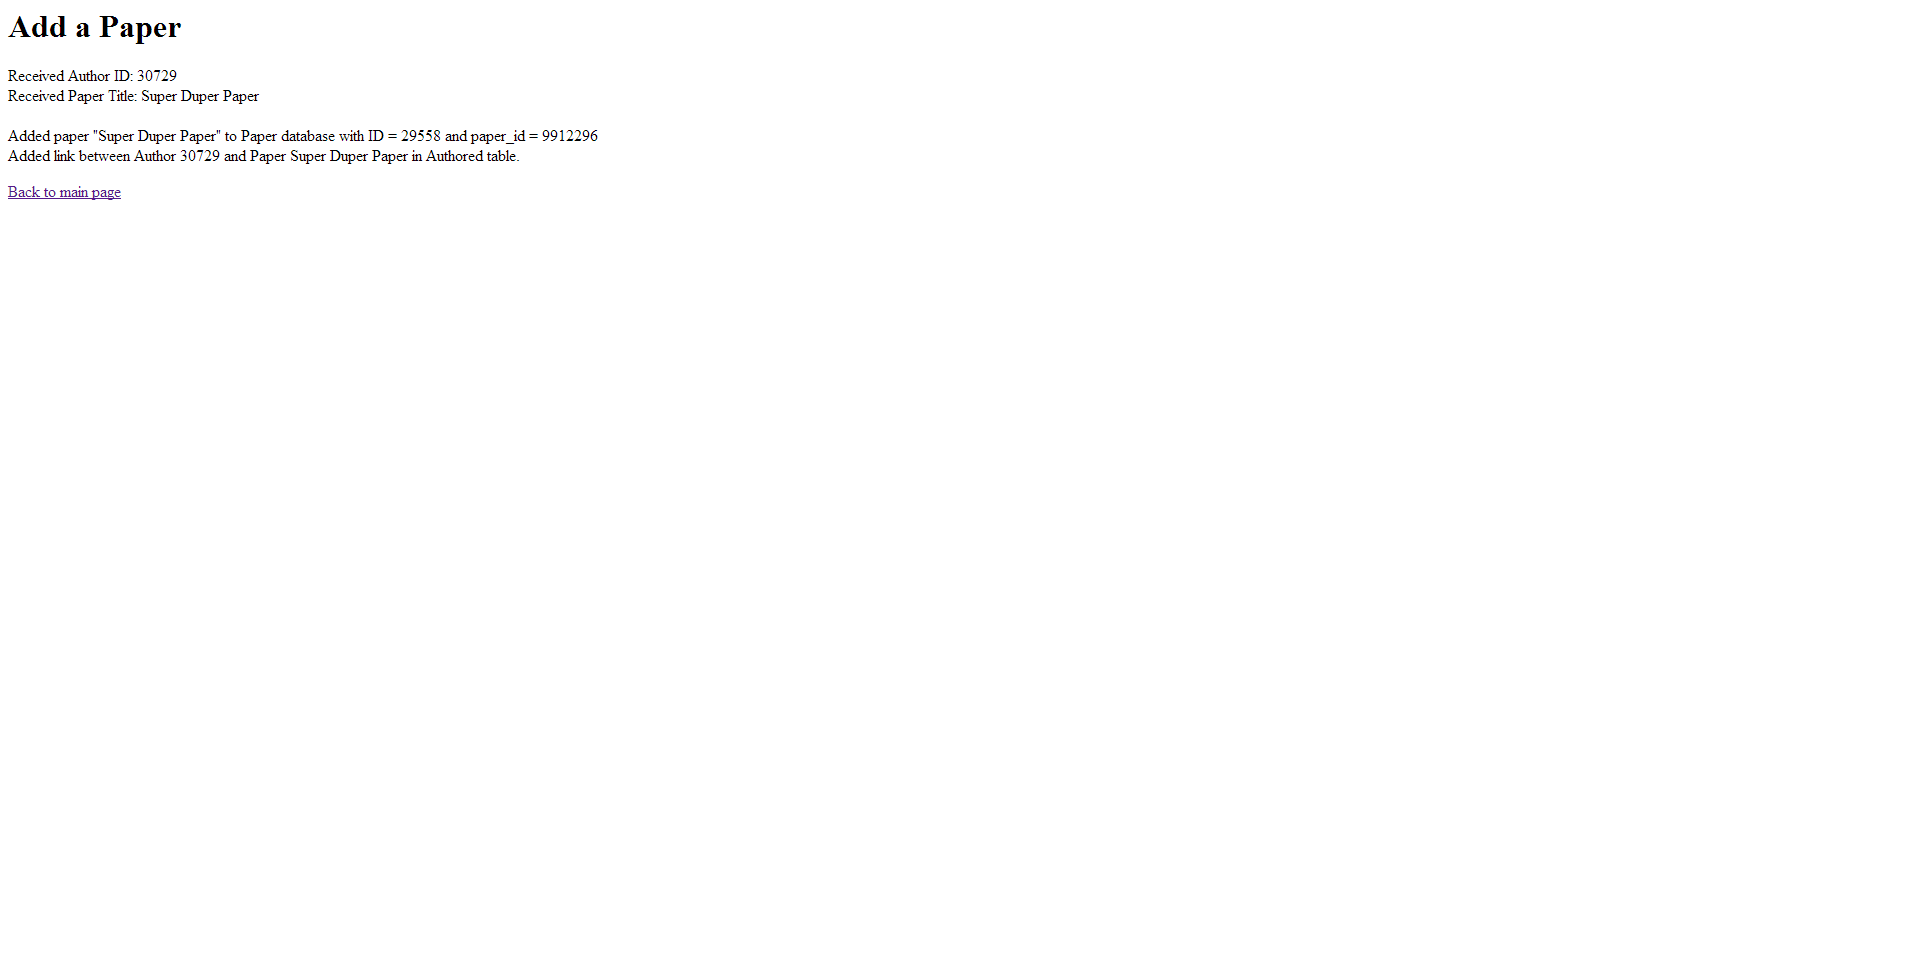 Add a Paper
Received Author ID: 30729
Received Paper Title: Super Duper Paper
Added paper "Super Duper Paper" to Paper database with ID = 29558 and paper_id = 9912296
Added link between Author 30729 and Paper Super Duper Paper in Authored table.
Back to main page